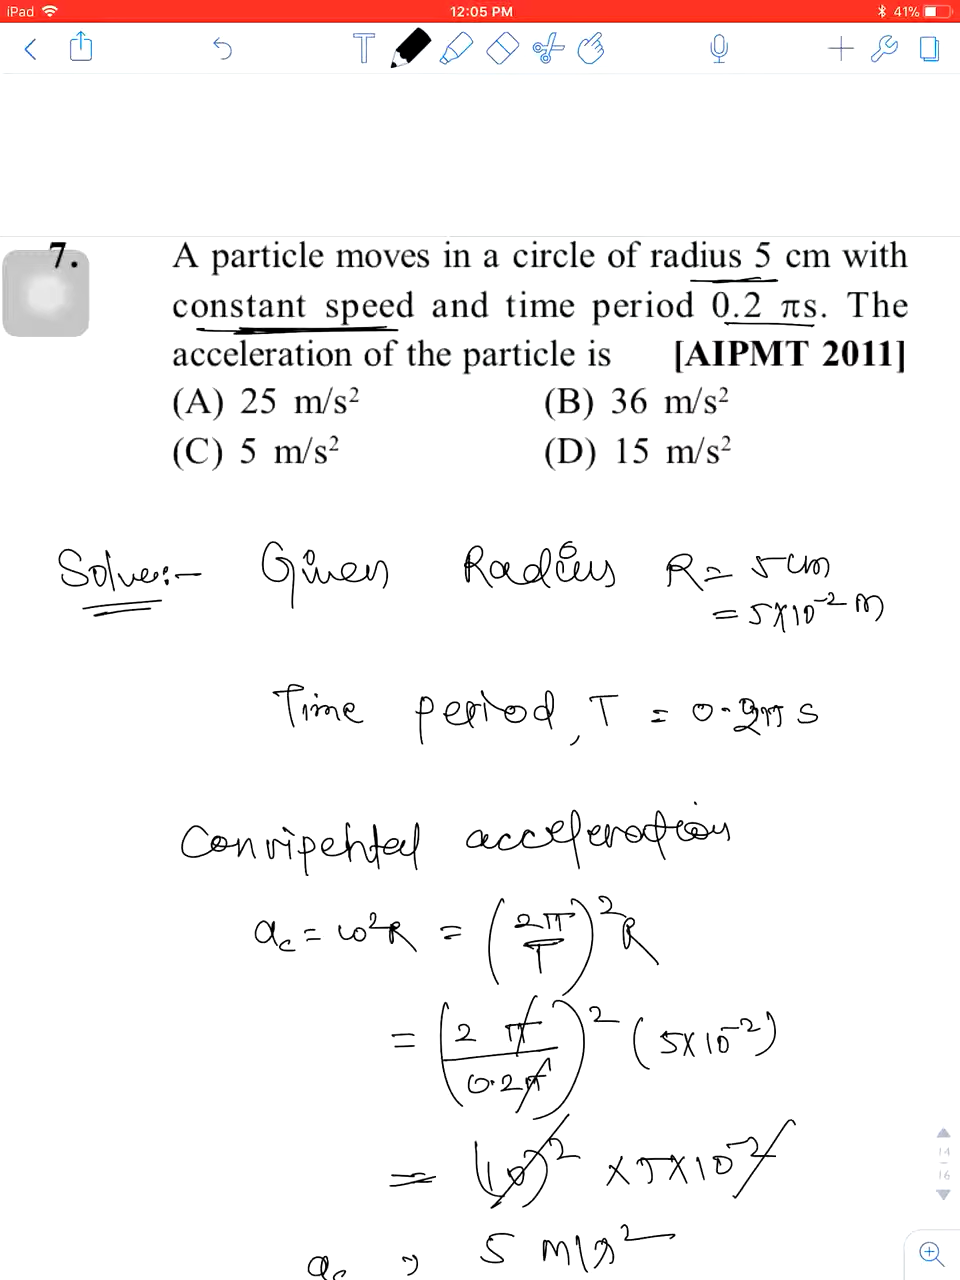 iPad 12:05 PM 41%
T
7. A particle moves in a circle of radius 5 cm with
constant speed and time period 0.2 πs. The
acceleration of the particle is [AIPMT 2011]
(A) 25 m/s² (B) 36 m/s²
(C) 5 m/s² (D) 15 m/s²
Solve:- Given Radius R = 5 cm
= 5×10⁻² m
Time period, T = 0.2π s
acceleration
a_c = ω²R = (2π/T)² R
= (2π/0.2π)² (5×10⁻²)
= (10)² × 5×10⁻²
a_c = 5 m/s²
14
16